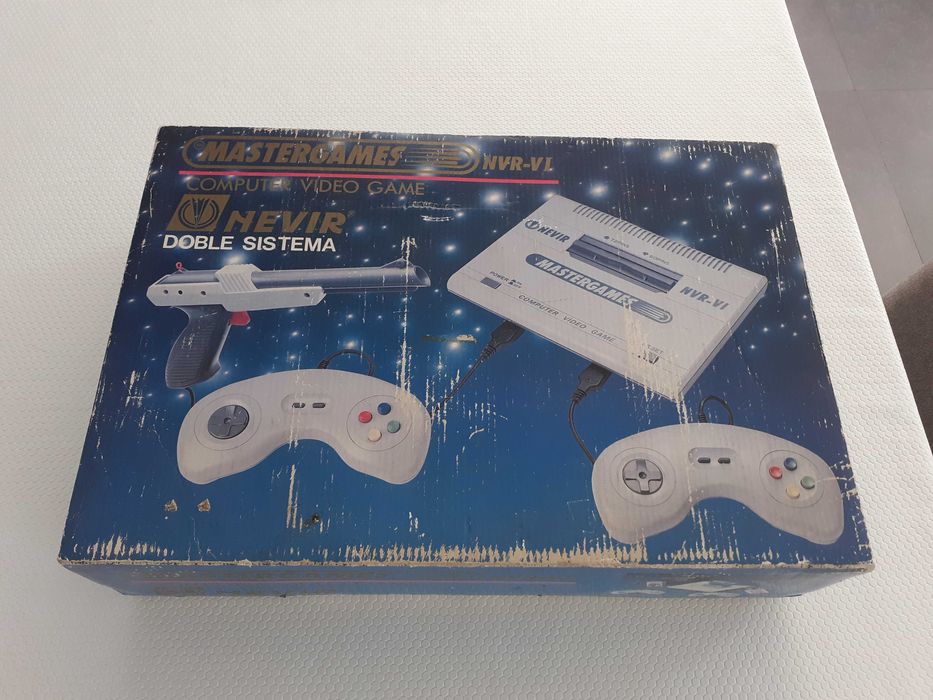 MASTERGAMES NVR-VI
COMPUTER VIDEO GAME
NEVIR
DOBLE SISTEMA
NEVIR
MASTERGAMES
NVR-VI
POWER
COMPUTER VIDEO GAME